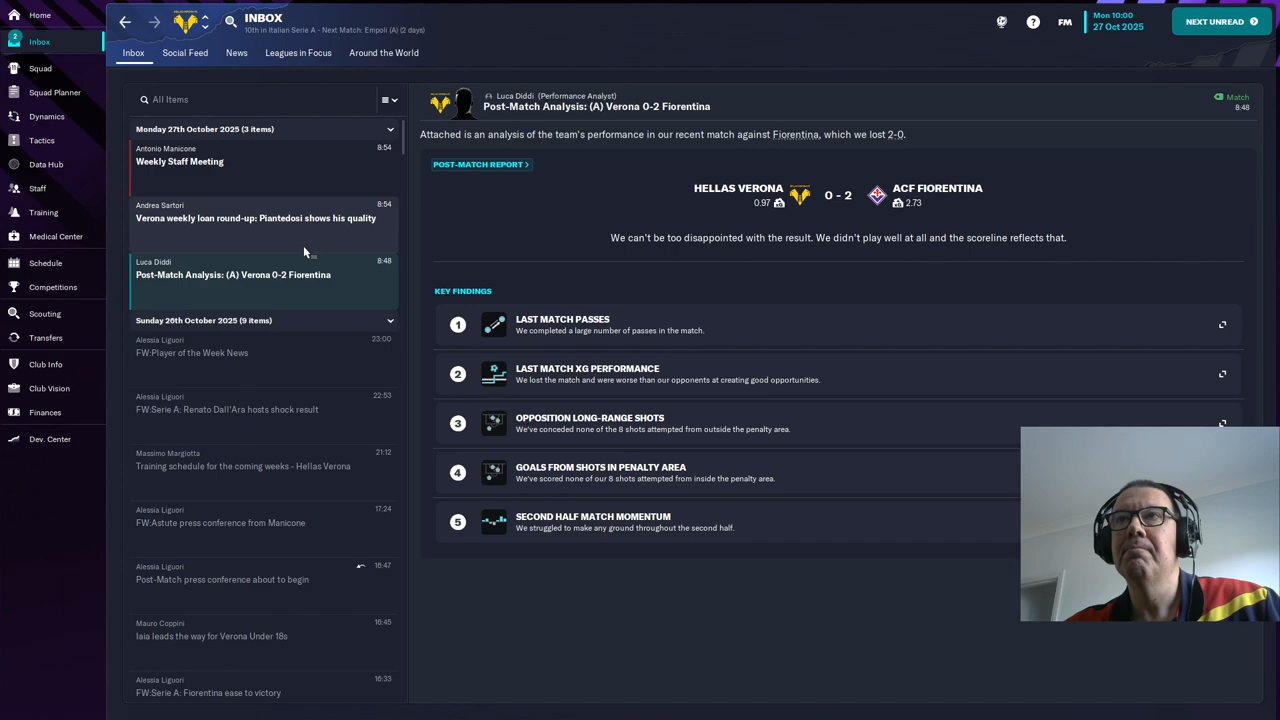 Home
INBOX
10th in Italian Serie A - Next Match: Empoli (A) (2 days)
FM
Mon 10:00
27 Oct 2025
NEXT UNREAD
2
Inbox
Squad
Squad Planner
Dynamics
Tactics
Data Hub
Staff
Training
Medical Center
Schedule
Competitions
Scouting
Transfers
Club Info
Club Vision
Finances
Dev. Center
Inbox
Social Feed
News
Leagues in Focus
Around the World
All Items
Monday 27th October 2025 (3 items)
Antonio Manicone
8:54
Weekly Staff Meeting
Andrea Sartori
8:54
Verona weekly loan round-up: Piantedosi shows his quality
Luca Diddi
8:48
Post-Match Analysis: (A) Verona 0-2 Fiorentina
Sunday 26th October 2025 (9 items)
Alessia Liguori
23:00
FW:Player of the Week News
Alessia Liguori
22:53
FW:Serie A: Renato Dall'Ara hosts shock result
Massimo Margiotta
21:12
Training schedule for the coming weeks - Hellas Verona
Alessia Liguori
17:24
FW:Astute press conference from Manicone
Alessia Liguori
16:47
Post-Match press conference about to begin
Mauro Coppini
16:45
Iaia leads the way for Verona Under 18s
Alessia Liguori
16:33
FW:Serie A: Fiorentina ease to victory
Luca Diddi (Performance Analyst)
Post-Match Analysis: (A) Verona 0-2 Fiorentina
Match
8:48
Attached is an analysis of the team's performance in our recent match against Fiorentina, which we lost 2-0.
POST-MATCH REPORT >
HELLAS VERONA
0.97 xG
0 - 2
ACF FIORENTINA
xG 2.73
We can't be too disappointed with the result. We didn't play well at all and the scoreline reflects that.
KEY FINDINGS
1
LAST MATCH PASSES
We completed a large number of passes in the match.
2
LAST MATCH XG PERFORMANCE
We lost the match and were worse than our opponents at creating good opportunities.
3
OPPOSITION LONG-RANGE SHOTS
We've conceded none of the 8 shots attempted from outside the penalty area.
4
GOALS FROM SHOTS IN PENALTY AREA
We've scored none of our 8 shots attempted from inside the penalty area.
5
SECOND HALF MATCH MOMENTUM
We struggled to make any ground throughout the second half.